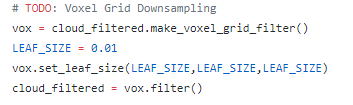 # TODO: Voxel Grid Downsampling
vox = cloud_filtered.make_voxel_grid_filter()
LEAF_SIZE = 0.01
vox.set_leaf_size(LEAF_SIZE,LEAF_SIZE,LEAF_SIZE)
cloud_filtered = vox.filter()